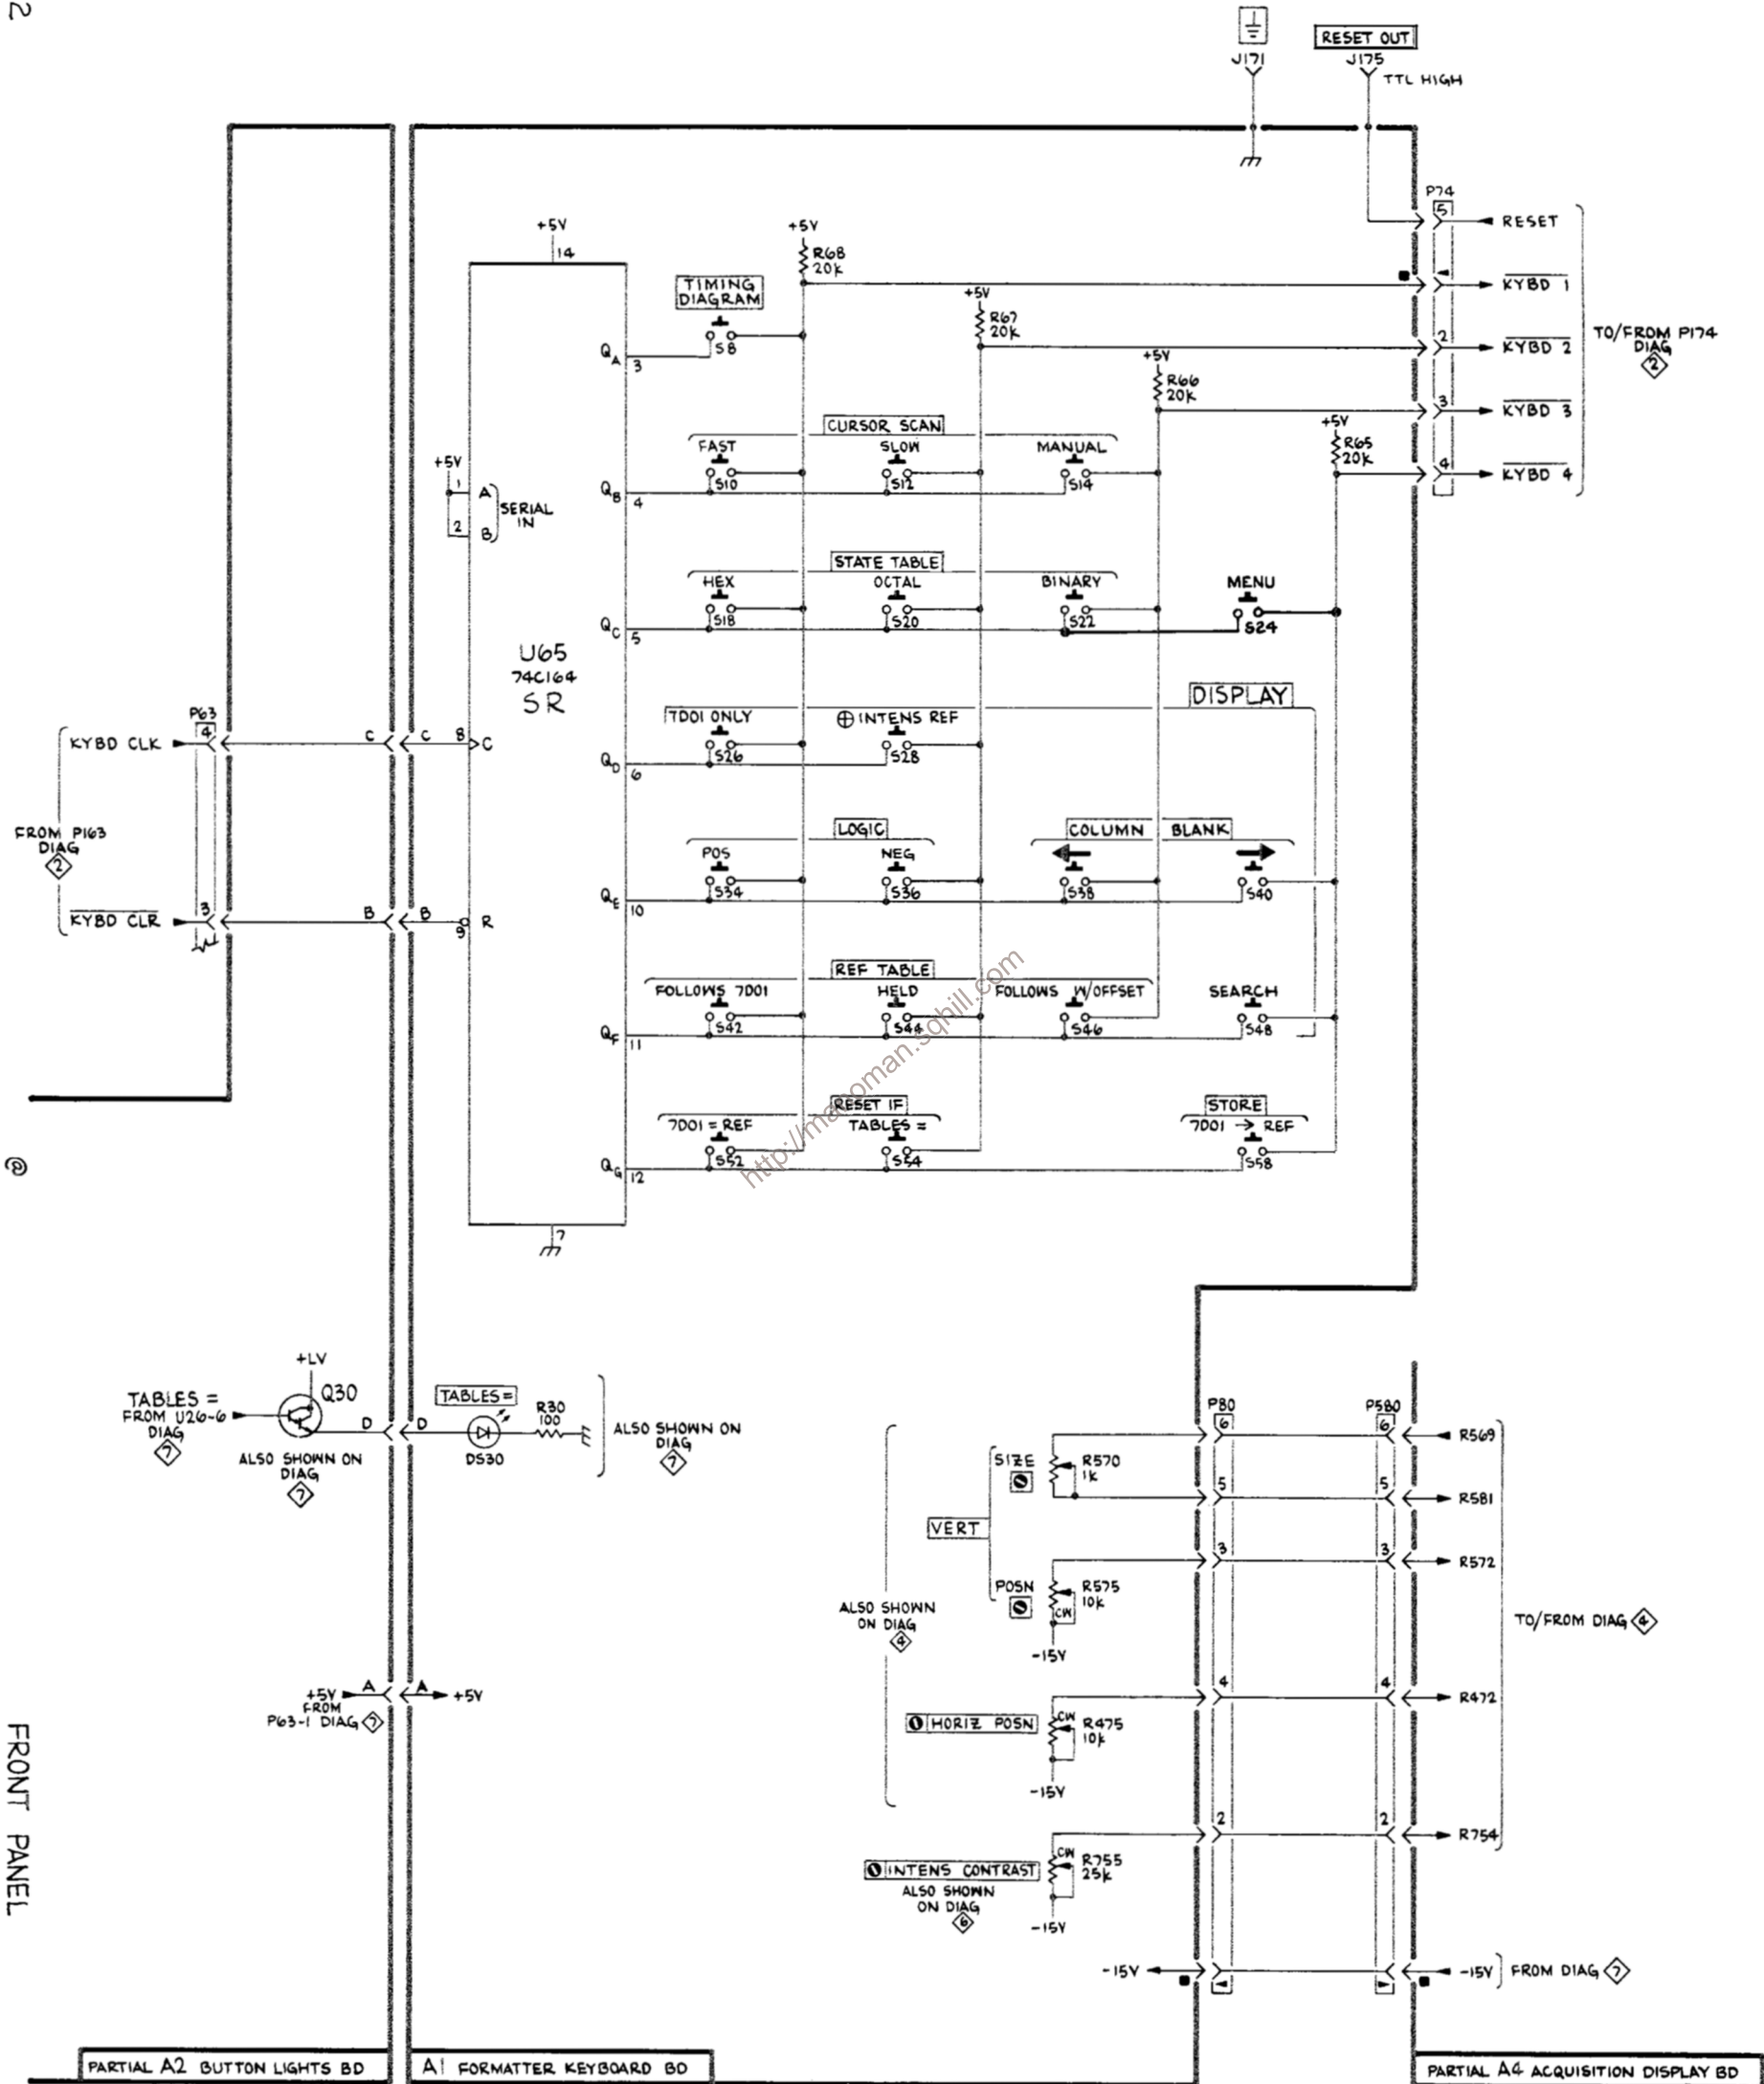 2
RESET OUT
J171
J175
TTL HIGH
P74
5
RESET
+5V
14
+5V
R68
20K
TIMING
DIAGRAM
S8
KYBD 1
+5V
R67
20K
QA
3
2
KYBD 2
TO/FROM P174
DIAG
2
+5V
R66
20K
3
KYBD 3
+5V
R65
20K
4
KYBD 4
CURSOR SCAN
FAST
SLOW
MANUAL
S10
S12
S14
QB
4
+5V
1
A
SERIAL
IN
2
B
STATE TABLE
HEX
OCTAL
BINARY
MENU
S18
S20
S22
S24
QC
5
U65
74C164
SR
DISPLAY
7D01 ONLY
⊕ INTENS REF
S26
S28
QD
6
P63
4
KYBD CLK
C
C
8
C
FROM P163
DIAG
2
LOGIC
COLUMN BLANK
POS
NEG
S34
S36
S38
S40
QE
10
KYBD CLR
3
B
B
9
R
REF TABLE
FOLLOWS 7D01
HELD
FOLLOWS W/OFFSET
SEARCH
S42
S44
S46
S48
QF
11
http://manoman.sqhill.com
RESET IF
STORE
7D01 = REF
TABLES =
7D01 → REF
S52
S54
S58
QG
12
7
@
+LV
Q30
TABLES =
FROM U26-6
DIAG
7
D
D
TABLES =
DS30
R30
100
ALSO SHOWN ON
DIAG
7
ALSO SHOWN ON
DIAG
7
P80
P580
6
6
R569
SIZE
R570
1K
5
5
R581
VERT
3
3
R572
POSN
R575
10K
CW
-15V
ALSO SHOWN
ON DIAG
4
TO/FROM DIAG 4
+5V
FROM
P63-1 DIAG 7
A
A
+5V
4
4
R472
HORIZ POSN
CW
R475
10K
-15V
2
2
R754
INTENS CONTRAST
CW
R755
25K
ALSO SHOWN
ON DIAG
6
-15V
-15V
-15V
FROM DIAG 7
FRONT PANEL
PARTIAL A2 BUTTON LIGHTS BD
A1 FORMATTER KEYBOARD BD
PARTIAL A4 ACQUISITION DISPLAY BD